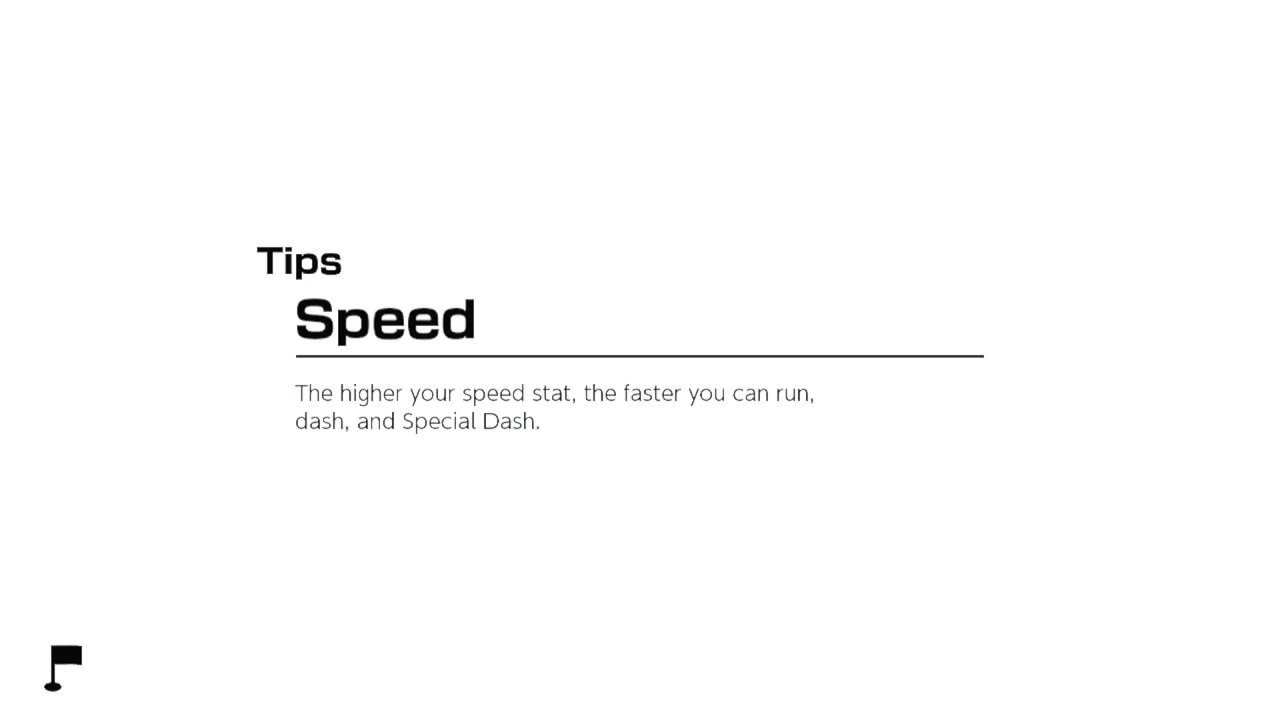 Tips
Speed
The higher your speed stat, the faster you can run,
dash, and Special Dash.